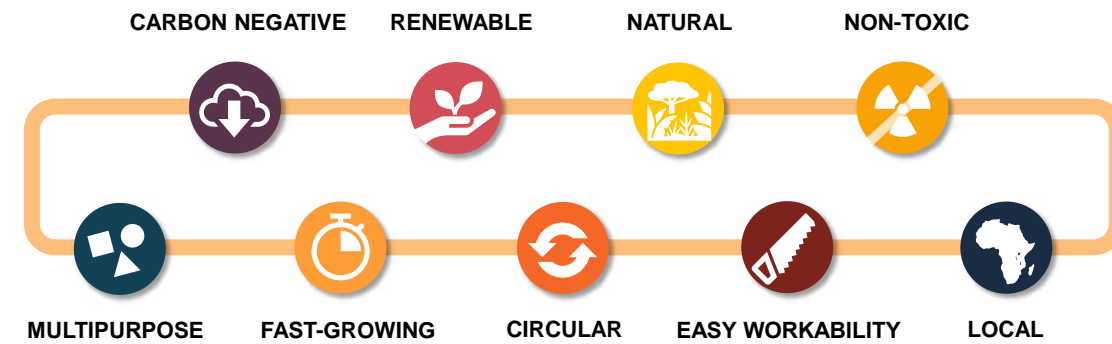 CARBON NEGATIVE RENEWABLE NATURAL NON-TOXIC
MULTIPURPOSE FAST-GROWING CIRCULAR EASY WORKABILITY LOCAL